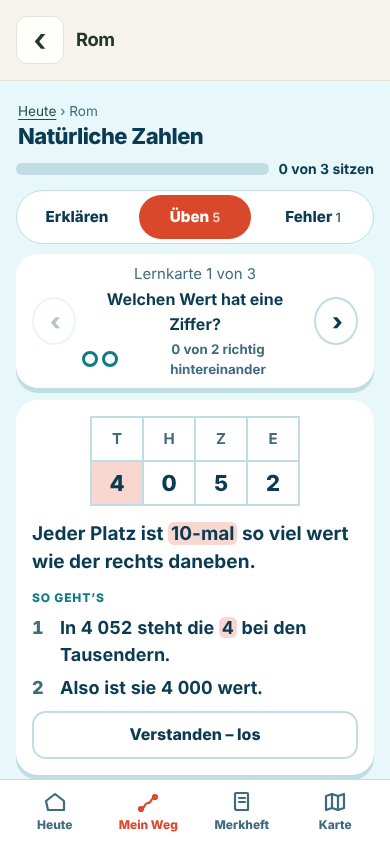 Rom
Heute › Rom
Natürliche Zahlen
0 von 3 sitzen
Erklären
Üben 5
Fehler 1
Lernkarte 1 von 3
Welchen Wert hat eine
Ziffer?
0 von 2 richtig
hintereinander
T H Z E
4 0 5 2
Jeder Platz ist 10-mal so viel wert
wie der rechts daneben.
SO GEHT'S
1 In 4 052 steht die 4 bei den
Tausendern.
2 Also ist sie 4 000 wert.
Verstanden – los
Heute
Mein Weg
Merkheft
Karte